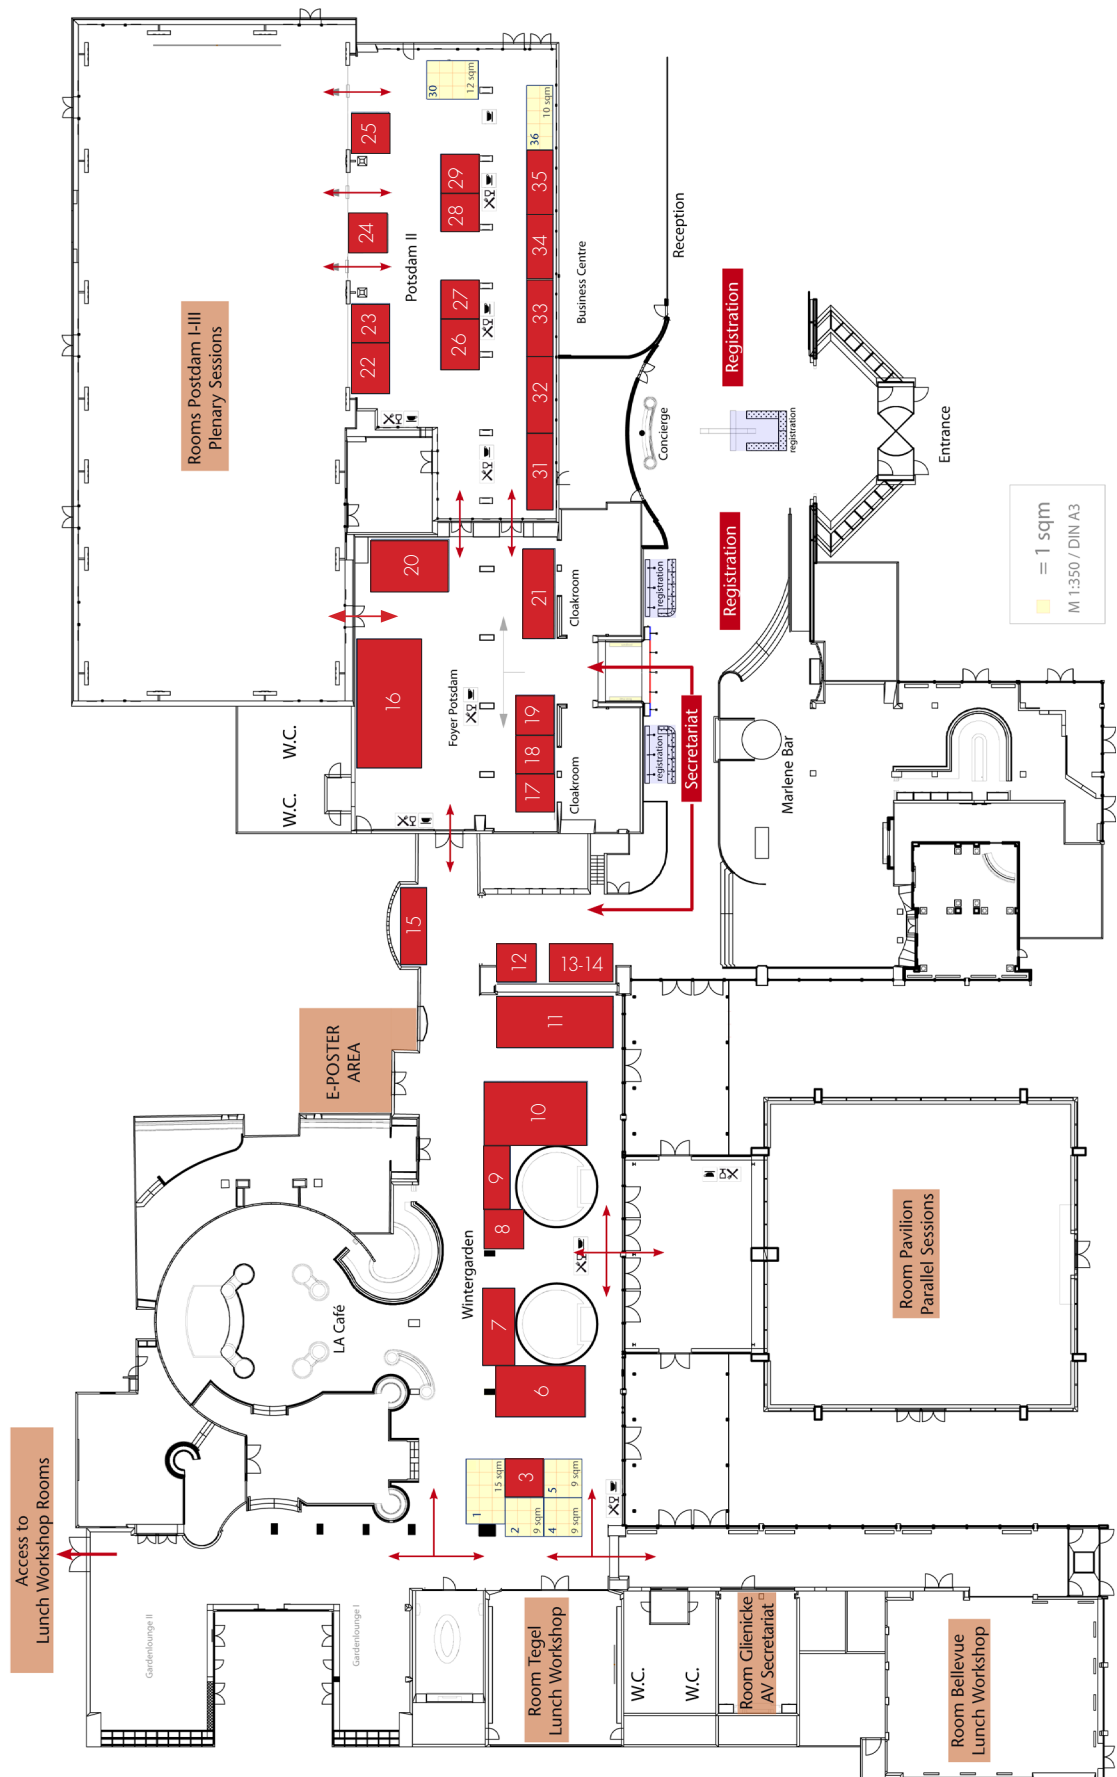 Rooms Postdam I-III
Plenary Sessions
25
24
23
22
Potsdam II
30
12 sqm
29
28
27
26
36
10 sqm
35
34
33
32
31
Business Centre
Reception
Concierge
Registration
registration
Registration
Entrance
= 1 sqm
M 1:350 / DIN A3
20
21
16
19
18
17
Foyer Potsdam
Cloakroom
Cloakroom
registration
registration
W.C.
W.C.
Secretariat
Marlene Bar
15
12
13-14
11
E-POSTER
AREA
10
9
8
7
6
Wintergarden
LA Café
Room Pavilion
Parallel Sessions
1
15 sqm
2
9 sqm
3
4
9 sqm
5
9 sqm
Access to
Lunch Workshop Rooms
Gardenlounge II
Gardenlounge I
Room Tegel
Lunch Workshop
W.C.
W.C.
Room Glienicke
AV Secretariat
Room Bellevue
Lunch Workshop